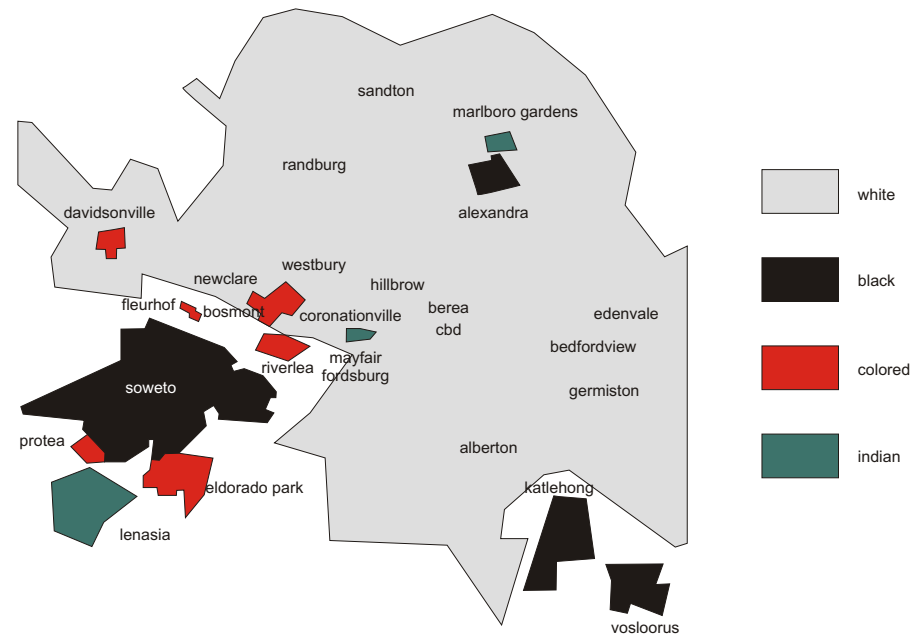 sandton
marlboro gardens
randburg
alexandra
davidsonville
westbury
newclare
hillbrow
fleurhof
bosmont
coronationville
berea
cbd
edenvale
bedfordview
mayfair
fordsburg
riverlea
soweto
germiston
protea
alberton
eldorado park
katlehong
lenasia
vosloorus
white
black
colored
indian